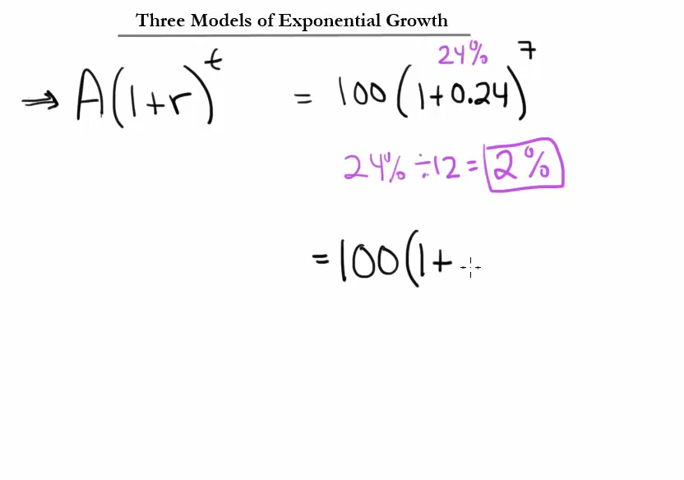 Three Models of Exponential Growth
24% 7
⇒ A(1+r)^t = 100(1+0.24)
24% ÷12 = 2%
= 100(1+